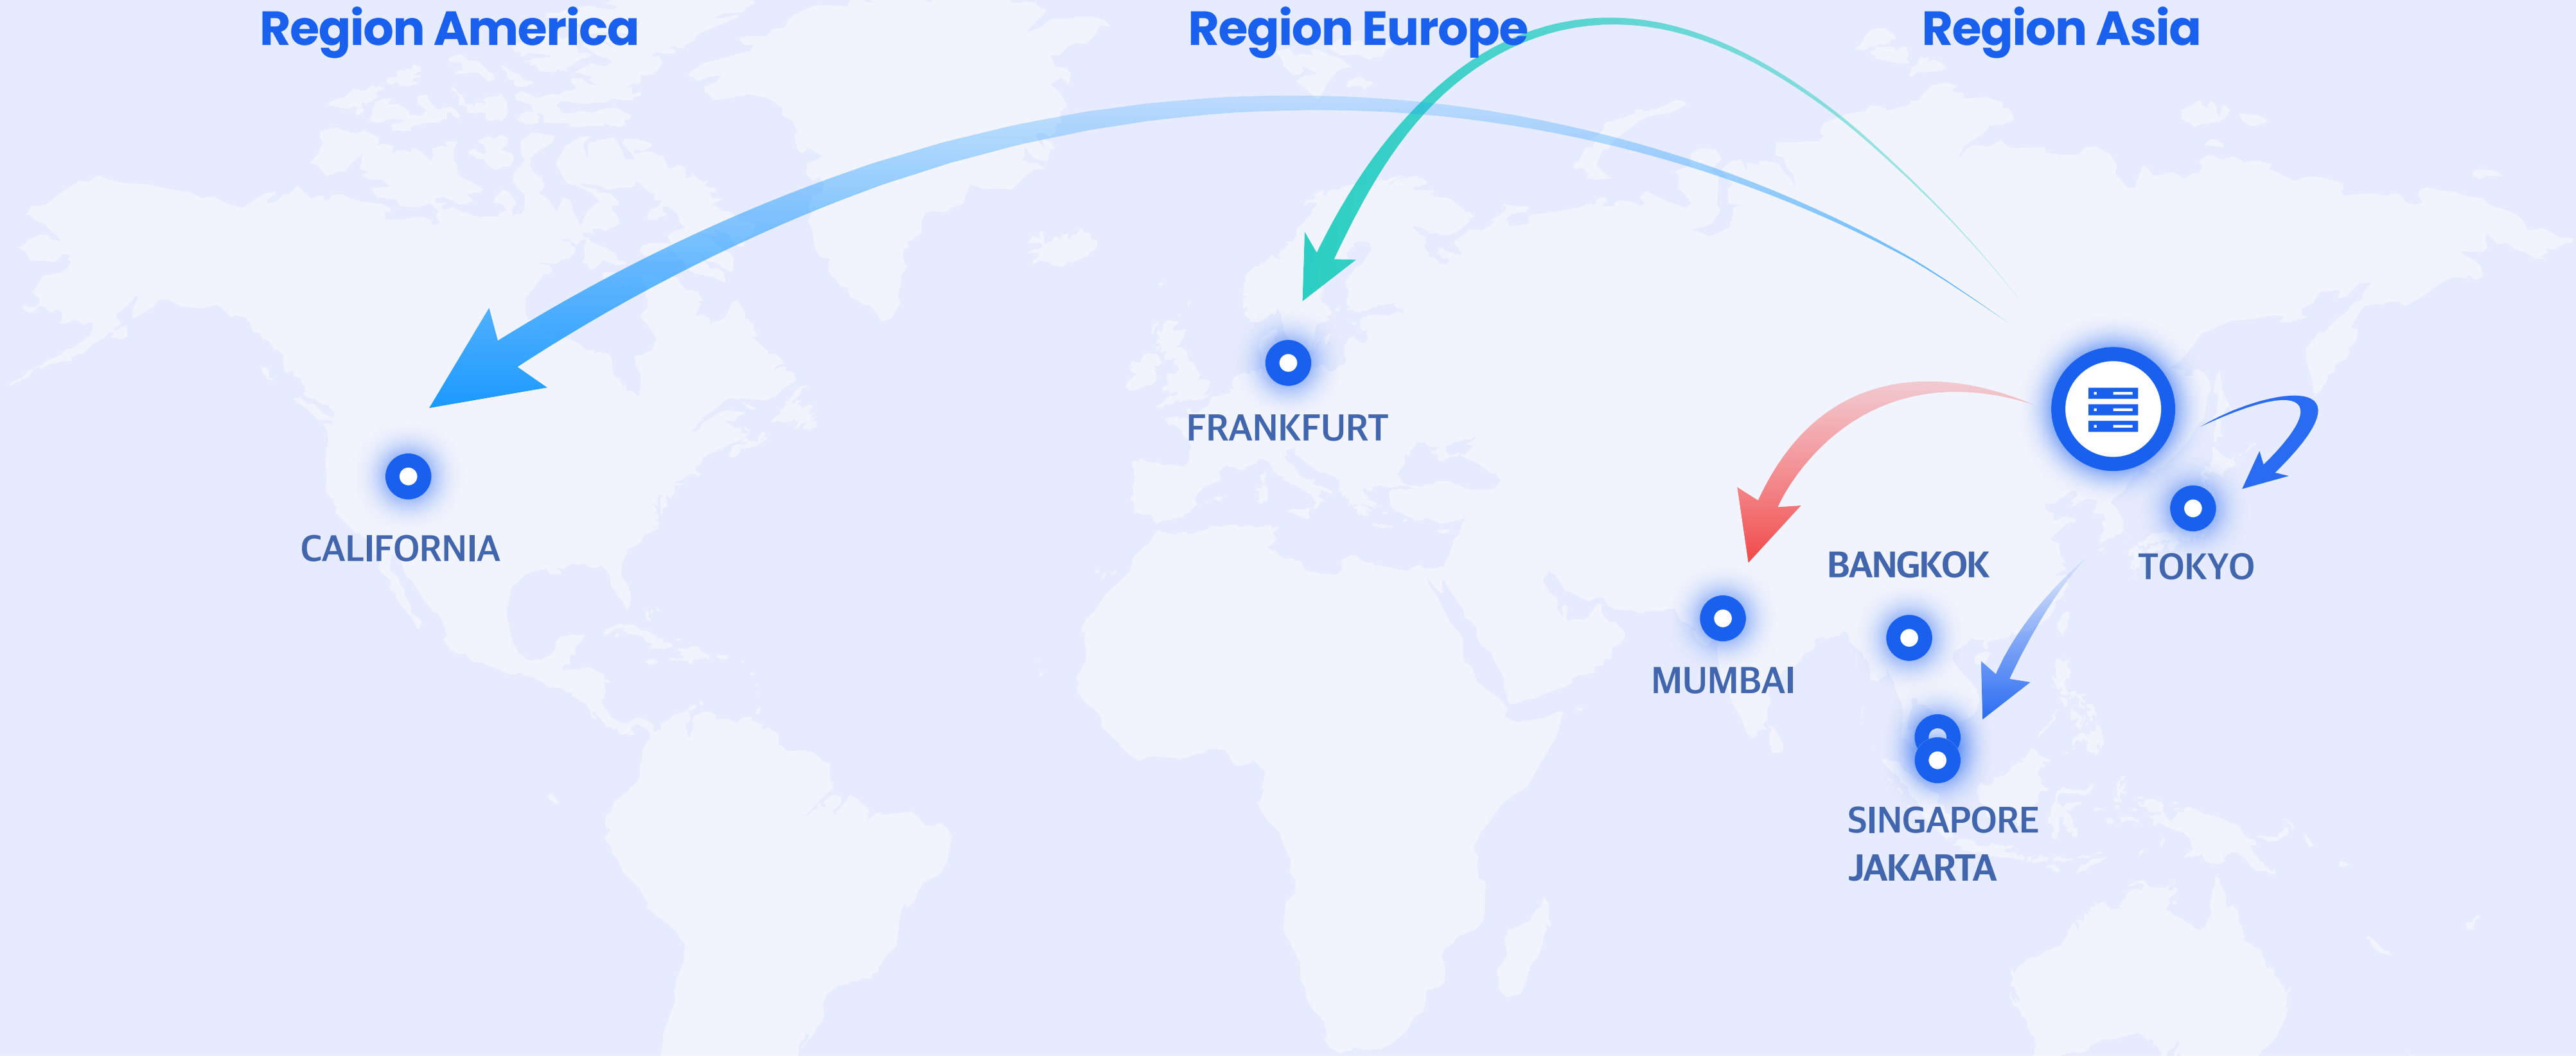 Region America
Region Europe
Region Asia
FRANKFURT
CALIFORNIA
BANGKOK
TOKYO
MUMBAI
SINGAPORE
JAKARTA